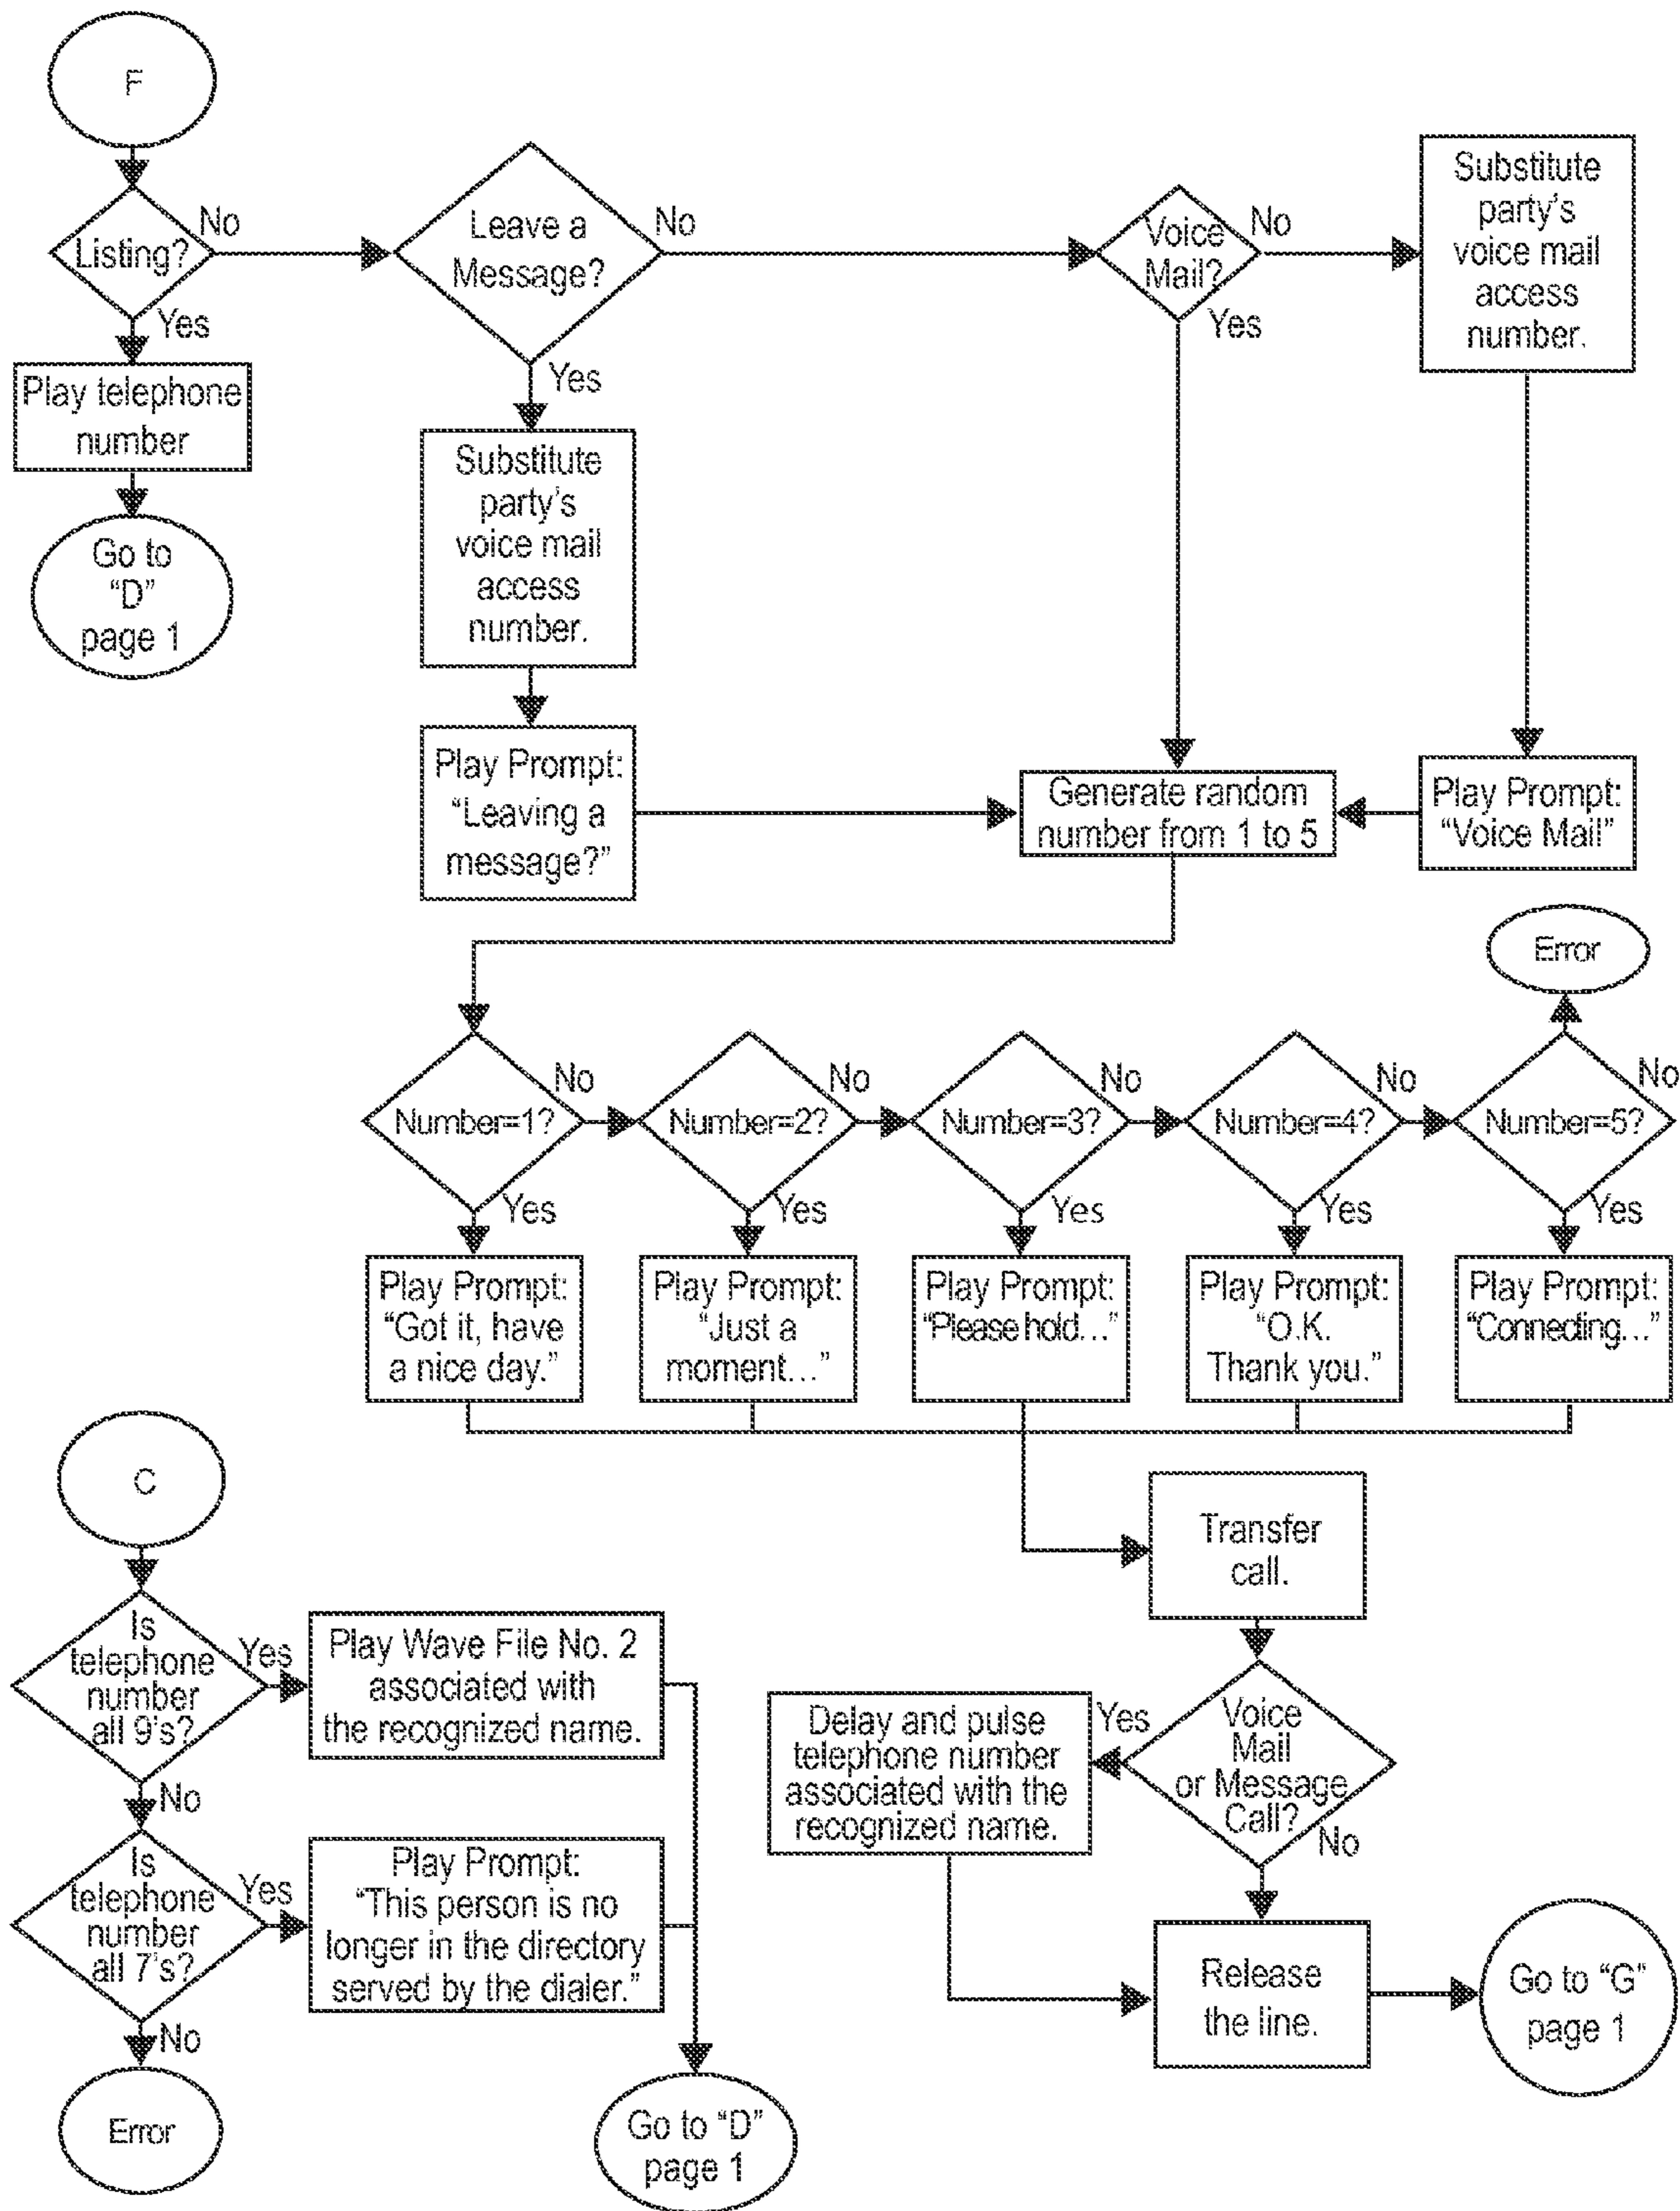 F
Listing?
No
Yes
Play telephone
number
Go to
“D”
page 1
Leave a
Message?
No
Yes
Substitute
party’s
voice mail
access
number.
Play Prompt:
“Leaving a
message?”
Voice
Mail?
No
Yes
Substitute
party’s
voice mail
access
number.
Play Prompt:
“Voice Mail”
Generate random
number from 1 to 5
Error
Number=1?
No
Yes
Number=2?
No
Yes
Number=3?
No
Yes
Number=4?
No
Yes
Number=5?
No
Yes
Play Prompt:
“Got it, have
a nice day.”
Play Prompt:
“Just a
moment...”
Play Prompt:
“Please hold...”
Play Prompt:
“O.K.
Thank you.”
Play Prompt:
“Connecting...”
Transfer
call.
Voice
Mail
or Message
Call?
Yes
No
Delay and pulse
telephone number
associated with the
recognized name.
Release
the line.
Go to “G”
page 1
C
Is
telephone
number
all 9’s?
Yes
No
Play Wave File No. 2
associated with
the recognized name.
Is
telephone
number
all 7’s?
Yes
No
Play Prompt:
“This person is no
longer in the directory
served by the dialer.”
Error
Go to “D”
page 1